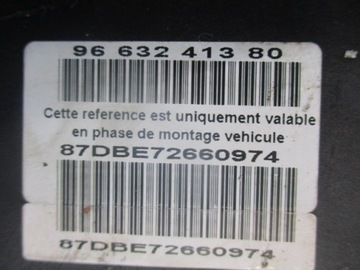 96 632 413 80
Cette reference est uniquement valable
en phase de montage vehicule
87DBE72660974
87DBE72660974